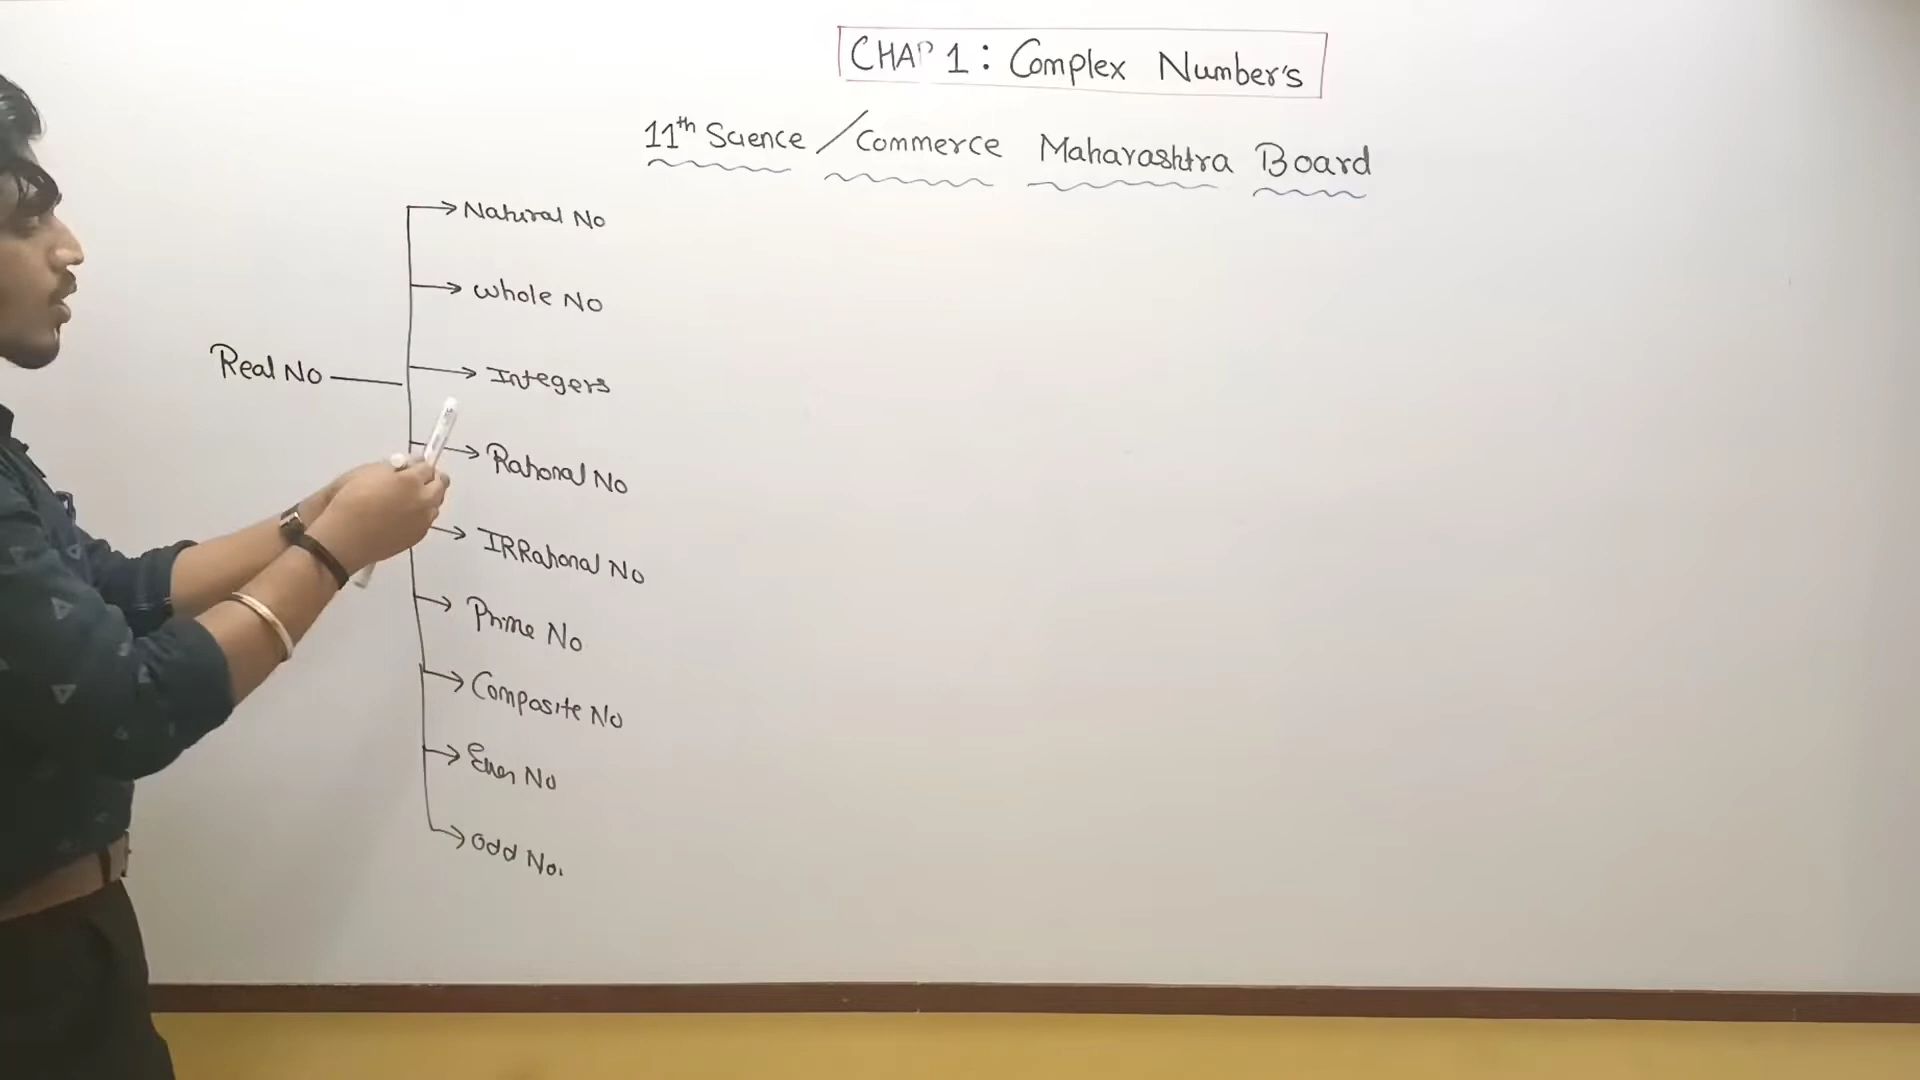 CHAP 1 : Complex Number's
11th Science / Commerce Maharashtra Board
Natural No
Whole No
Integers
Real No
Rational No
IRRational No
Prime No
Composite No
Even No
Odd No.